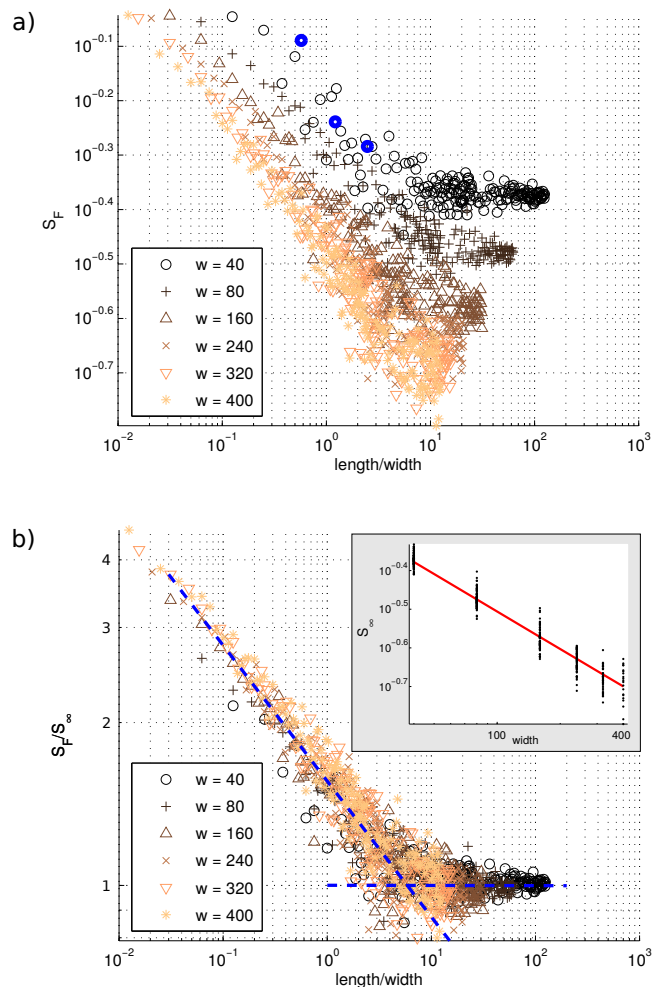 a)
10^-0.1
10^-0.2
10^-0.3
10^-0.4
10^-0.5
10^-0.6
10^-0.7
S_F
w = 40
w = 80
w = 160
w = 240
w = 320
w = 400
10^-2 10^-1 10^0 10^1 10^2 10^3
length/width
b)
4
3
2
1
S_F/S_∞
w = 40
w = 80
w = 160
w = 240
w = 320
w = 400
10^-0.4
10^-0.5
10^-0.6
10^-0.7
S_∞
100 200 400
width
10^-2 10^-1 10^0 10^1 10^2 10^3
length/width